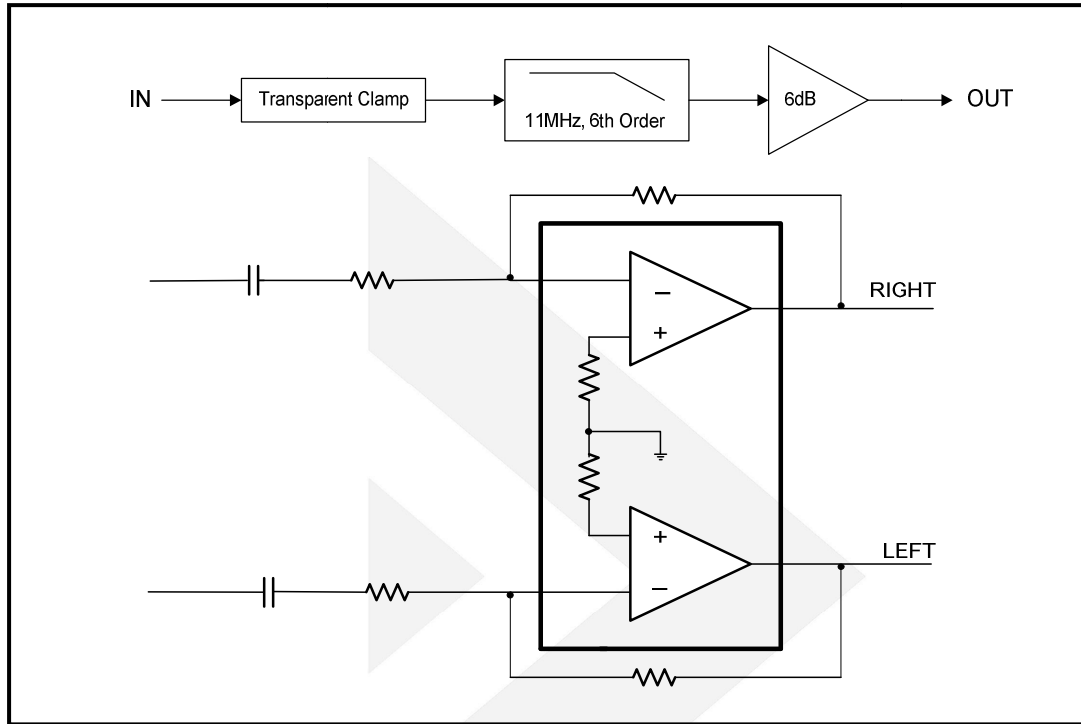 IN
Transparent Clamp
11MHz, 6th Order
6dB
OUT
−
+
RIGHT
+
−
LEFT